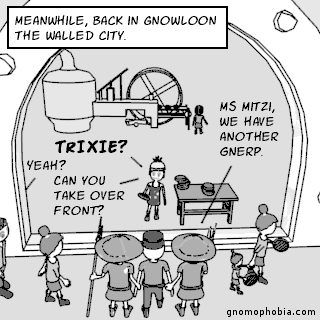 MEANWHILE, BACK IN GNOWLOON
THE WALLED CITY.
MS MITZI,
WE HAVE
ANOTHER
GNERP.
TRIXIE?
YEAH?
CAN YOU
TAKE OVER
FRONT?
gnomophobia.com